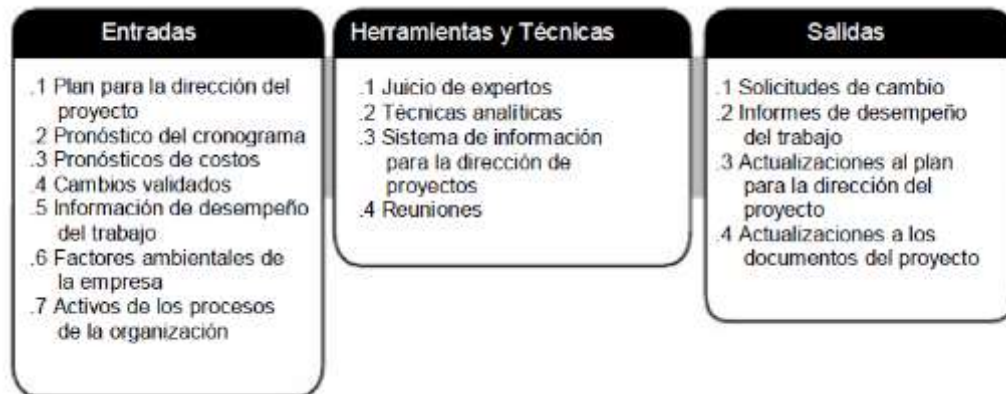 Entradas
.1 Plan para la dirección del
proyecto
.2 Pronóstico del cronograma
.3 Pronósticos de costos
.4 Cambios validados
.5 Información de desempeño
del trabajo
.6 Factores ambientales de
la empresa
.7 Activos de los procesos
de la organización
Herramientas y Técnicas
.1 Juicio de expertos
.2 Técnicas analíticas
.3 Sistema de información
para la dirección de
proyectos
.4 Reuniones
Salidas
.1 Solicitudes de cambio
.2 Informes de desempeño
del trabajo
.3 Actualizaciones al plan
para la dirección del
proyecto
.4 Actualizaciones a los
documentos del proyecto